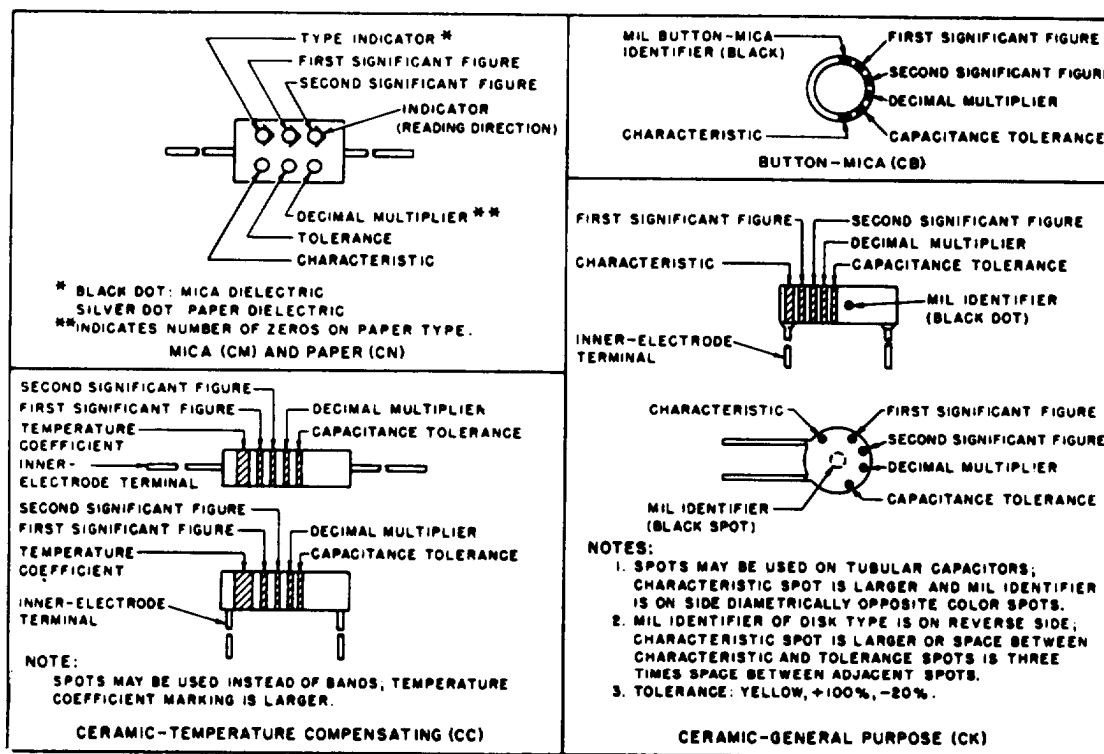 TYPE INDICATOR *
FIRST SIGNIFICANT FIGURE
SECOND SIGNIFICANT FIGURE
INDICATOR
(READING DIRECTION)
DECIMAL MULTIPLIER **
TOLERANCE
CHARACTERISTIC
* BLACK DOT: MICA DIELECTRIC
SILVER DOT PAPER DIELECTRIC
** INDICATES NUMBER OF ZEROS ON PAPER TYPE.
MICA (CM) AND PAPER (CN)
MIL BUTTON-MICA
IDENTIFIER (BLACK)
FIRST SIGNIFICANT FIGURE
SECOND SIGNIFICANT FIGURE
DECIMAL MULTIPLIER
CHARACTERISTIC
CAPACITANCE TOLERANCE
BUTTON-MICA (CB)
SECOND SIGNIFICANT FIGURE
FIRST SIGNIFICANT FIGURE
DECIMAL MULTIPLIER
TEMPERATURE
COEFFICIENT
CAPACITANCE TOLERANCE
INNER-
ELECTRODE TERMINAL
SECOND SIGNIFICANT FIGURE
FIRST SIGNIFICANT FIGURE
DECIMAL MULTIPLIER
TEMPERATURE
COEFFICIENT
CAPACITANCE TOLERANCE
INNER-ELECTRODE
TERMINAL
NOTE:
SPOTS MAY BE USED INSTEAD OF BANDS; TEMPERATURE
COEFFICIENT MARKING IS LARGER.
CERAMIC-TEMPERATURE COMPENSATING (CC)
FIRST SIGNIFICANT FIGURE
SECOND SIGNIFICANT FIGURE
DECIMAL MULTIPLIER
CHARACTERISTIC
CAPACITANCE TOLERANCE
MIL IDENTIFIER
(BLACK DOT)
INNER-ELECTRODE
TERMINAL
CHARACTERISTIC
FIRST SIGNIFICANT FIGURE
SECOND SIGNIFICANT FIGURE
DECIMAL MULTIPLIER
CAPACITANCE TOLERANCE
MIL IDENTIFIER
(BLACK SPOT)
NOTES:
1. SPOTS MAY BE USED ON TUBULAR CAPACITORS;
CHARACTERISTIC SPOT IS LARGER AND MIL IDENTIFIER
IS ON SIDE DIAMETRICALLY OPPOSITE COLOR SPOTS.
2. MIL IDENTIFIER OF DISK TYPE IS ON REVERSE SIDE;
CHARACTERISTIC SPOT IS LARGER OR SPACE BETWEEN
CHARACTERISTIC AND TOLERANCE SPOTS IS THREE
TIMES SPACE BETWEEN ADJACENT SPOTS.
3. TOLERANCE: YELLOW, +100%, -20%.
CERAMIC-GENERAL PURPOSE (CK)